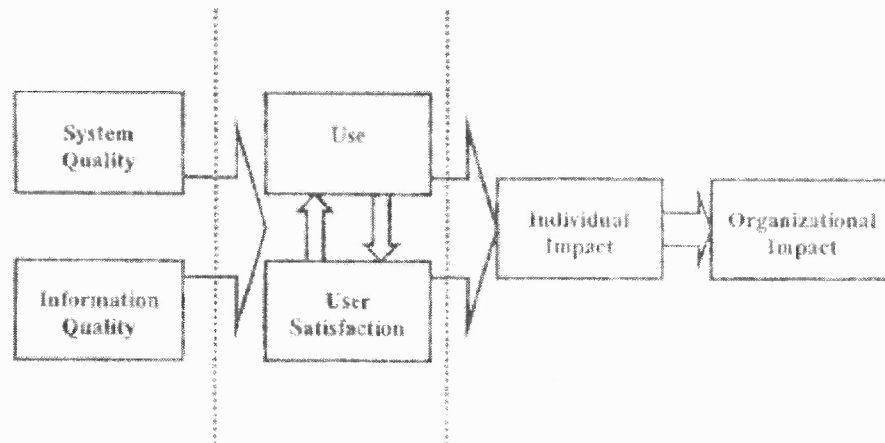 System
Quality
Use
Individual
Impact
Organizational
Impact
Information
Quality
User
Satisfaction